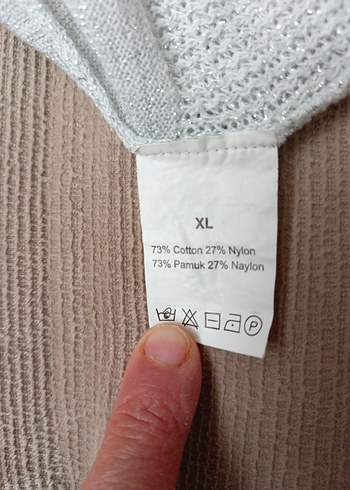 XL
73% Cotton 27% Nylon
73% Pamuk 27% Naylon
P